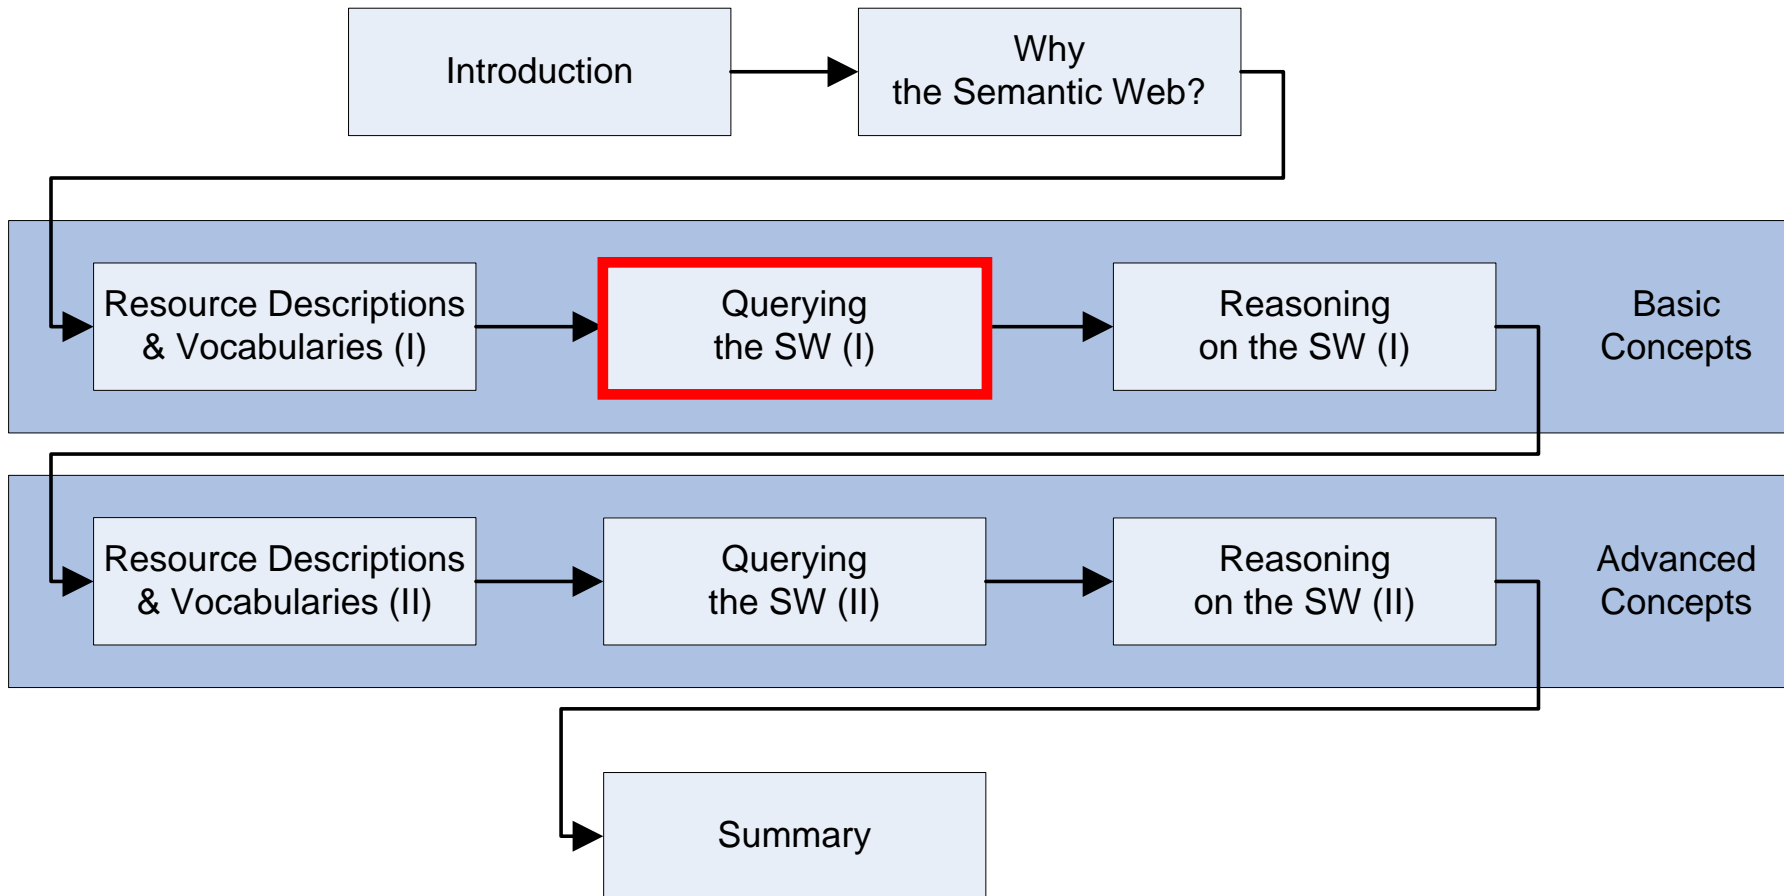 Introduction
Why
the Semantic Web?
Resource Descriptions
& Vocabularies (I)
Querying
the SW (I)
Reasoning
on the SW (I)
Basic
Concepts
Resource Descriptions
& Vocabularies (II)
Querying
the SW (II)
Reasoning
on the SW (II)
Advanced
Concepts
Summary